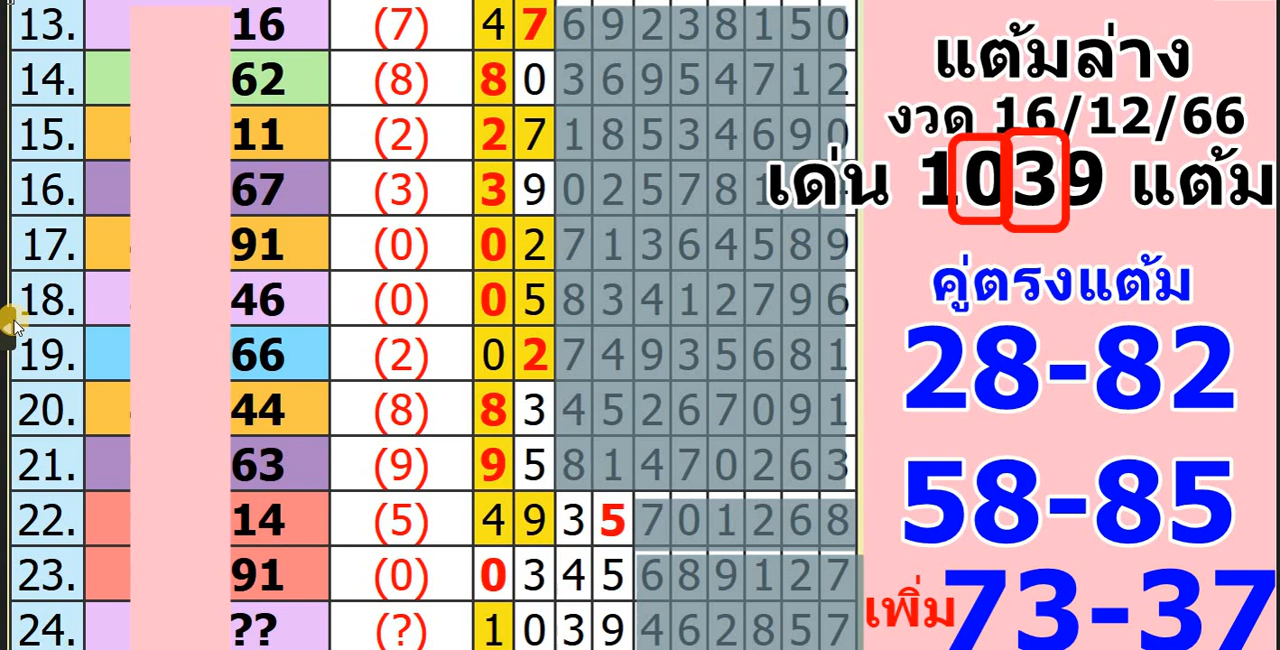 13. 16 (7) 4 7 6 9 2 3 8 1 5 0
14. 62 (8) 8 0 3 6 9 5 4 7 1 2
15. 11 (2) 2 7 1 8 5 3 4 6 9 0
16. 67 (3) 3 9 0 2 5 7 8 1
17. 91 (0) 0 2 7 1 3 6 4 5 8 9
18. 46 (0) 0 5 8 3 4 1 2 7 9 6
19. 66 (2) 0 2 7 4 9 3 5 6 8 1
20. 44 (8) 8 3 4 5 2 6 7 0 9 1
21. 63 (9) 9 5 8 1 4 7 0 2 6 3
22. 14 (5) 4 9 3 5 7 0 1 2 6 8
23. 91 (0) 0 3 4 5 6 8 9 1 2 7
24. ?? (?) 1 0 3 9 4 6 2 8 5 7
แต้มล่าง
งวด 16/12/66
เด่น 1039 แต้ม
คู่ตรงแต้ม
28-82
58-85
เพิ่ม 73-37